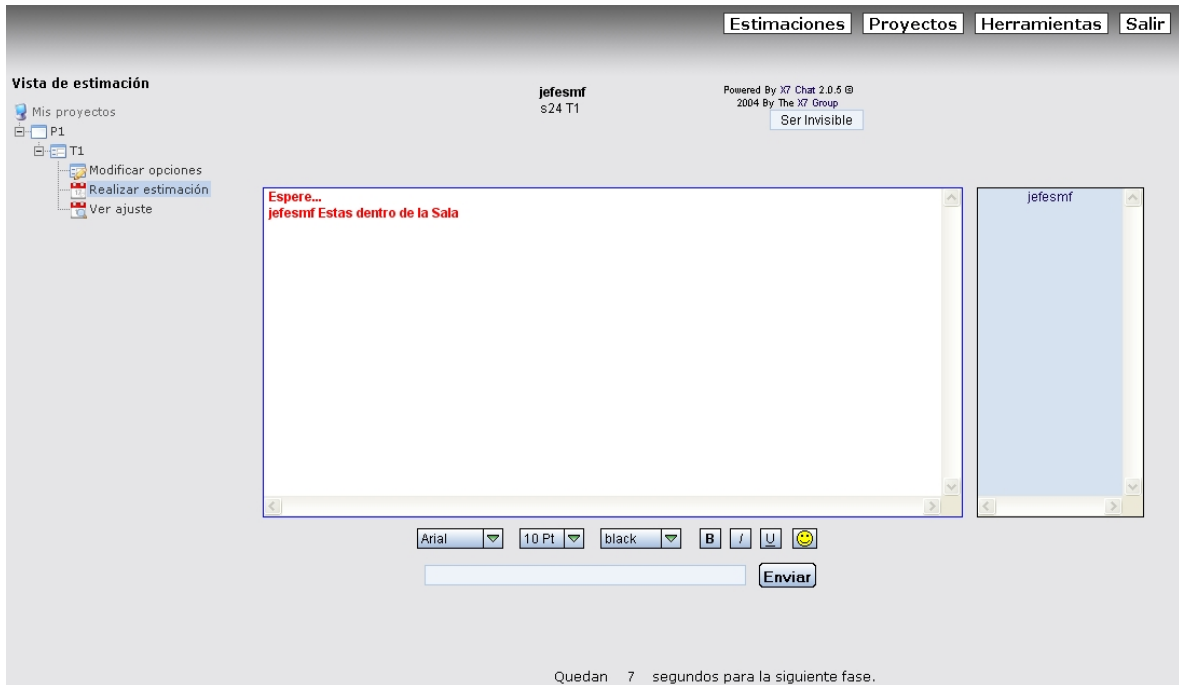 Estimaciones Proyectos Herramientas Salir
Vista de estimación
Mis proyectos
P1
T1
Modificar opciones
Realizar estimación
Ver ajuste
jefesmf
s24 T1
Powered By X7 Chat 2.0.5 ©
2004 By The X7 Group
Ser Invisible
Espere...
jefesmf Estas dentro de la Sala
jefesmf
Arial 10 Pt black B I U
Enviar
Quedan 7 segundos para la siguiente fase.